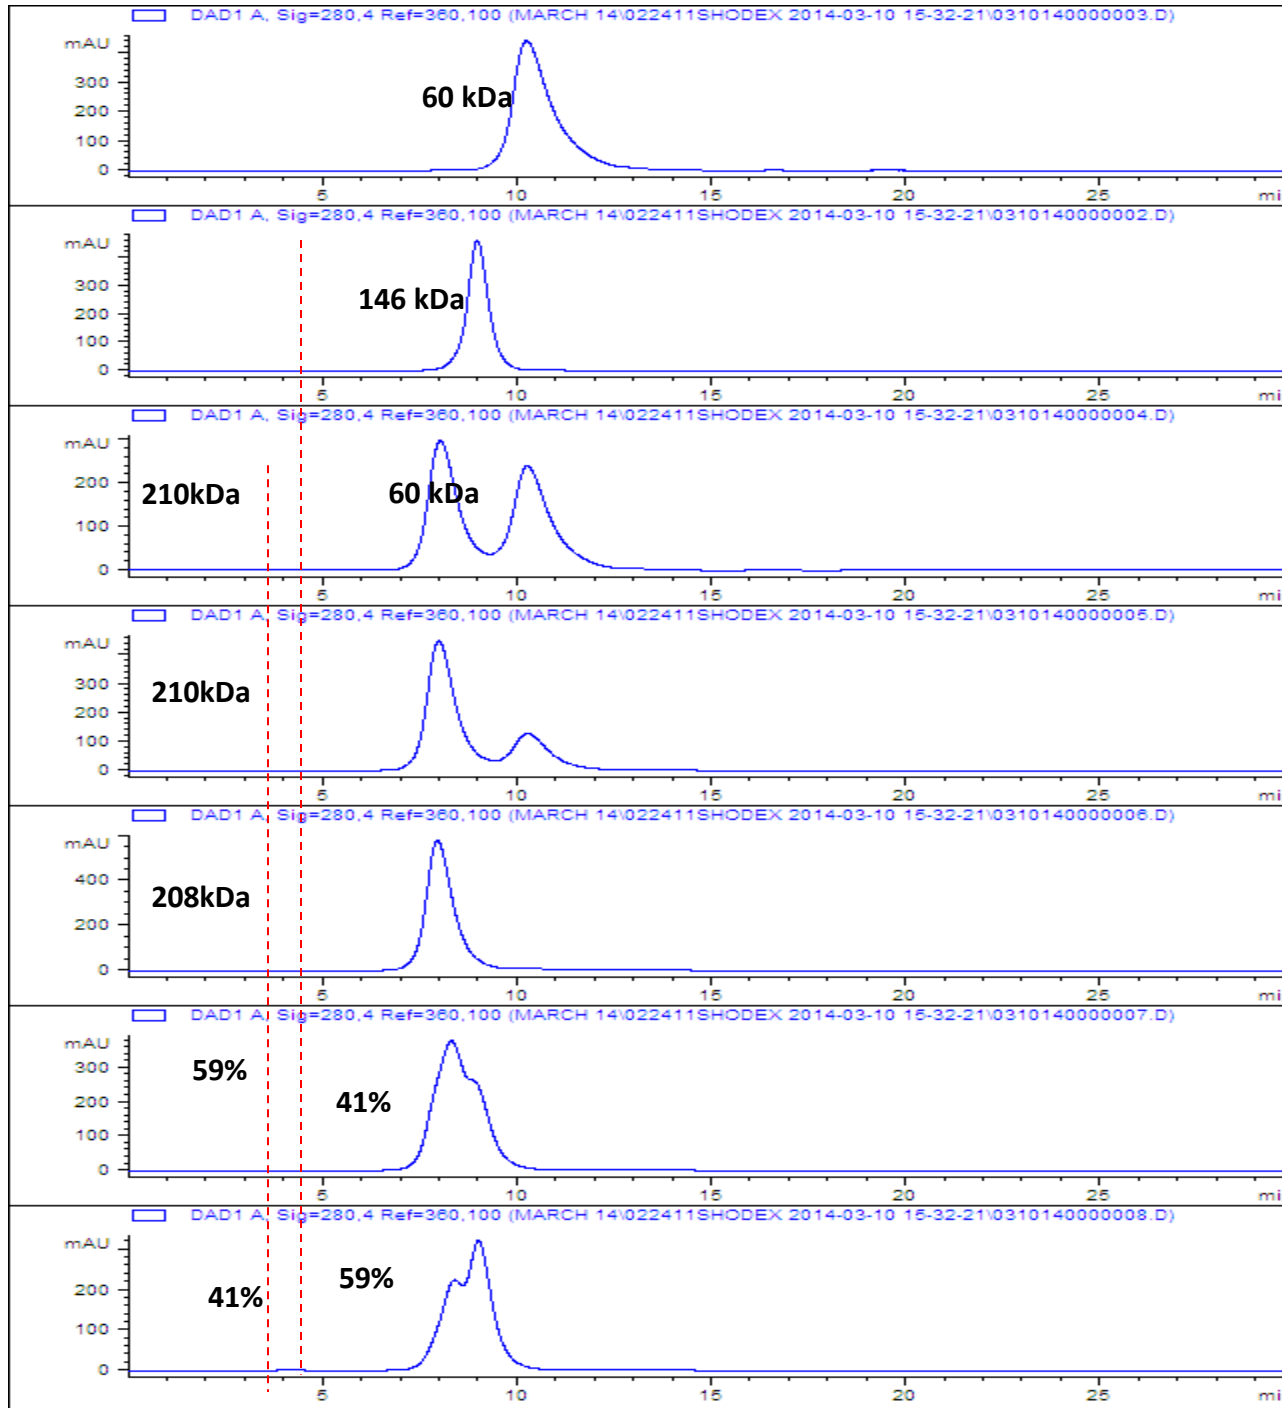 DAD1 A, Sig=280,4 Ref=360,100 (MARCH 14\022411SHODEX 2014-03-10 15-32-21\0310140000003.D)
mAU
300
200
100
0
60 kDa
5 10 15 20 25 mi
DAD1 A, Sig=280,4 Ref=360,100 (MARCH 14\022411SHODEX 2014-03-10 15-32-21\0310140000002.D)
mAU
300
200
100
0
146 kDa
5 10 15 20 25 mi
DAD1 A, Sig=280,4 Ref=360,100 (MARCH 14\022411SHODEX 2014-03-10 15-32-21\0310140000004.D)
mAU
200
100
0
210kDa 60 kDa
5 10 15 20 25 mi
DAD1 A, Sig=280,4 Ref=360,100 (MARCH 14\022411SHODEX 2014-03-10 15-32-21\0310140000005.D)
mAU
300
200
100
0
210kDa
5 10 15 20 25 mi
DAD1 A, Sig=280,4 Ref=360,100 (MARCH 14\022411SHODEX 2014-03-10 15-32-21\0310140000006.D)
mAU
400
200
0
208kDa
5 10 15 20 25 mi
DAD1 A, Sig=280,4 Ref=360,100 (MARCH 14\022411SHODEX 2014-03-10 15-32-21\0310140000007.D)
mAU
300
200
100
0
59%
41%
5 10 15 20 25 mi
DAD1 A, Sig=280,4 Ref=360,100 (MARCH 14\022411SHODEX 2014-03-10 15-32-21\0310140000008.D)
mAU
200
100
0
59%
41%
5 10 15 20 25 mi